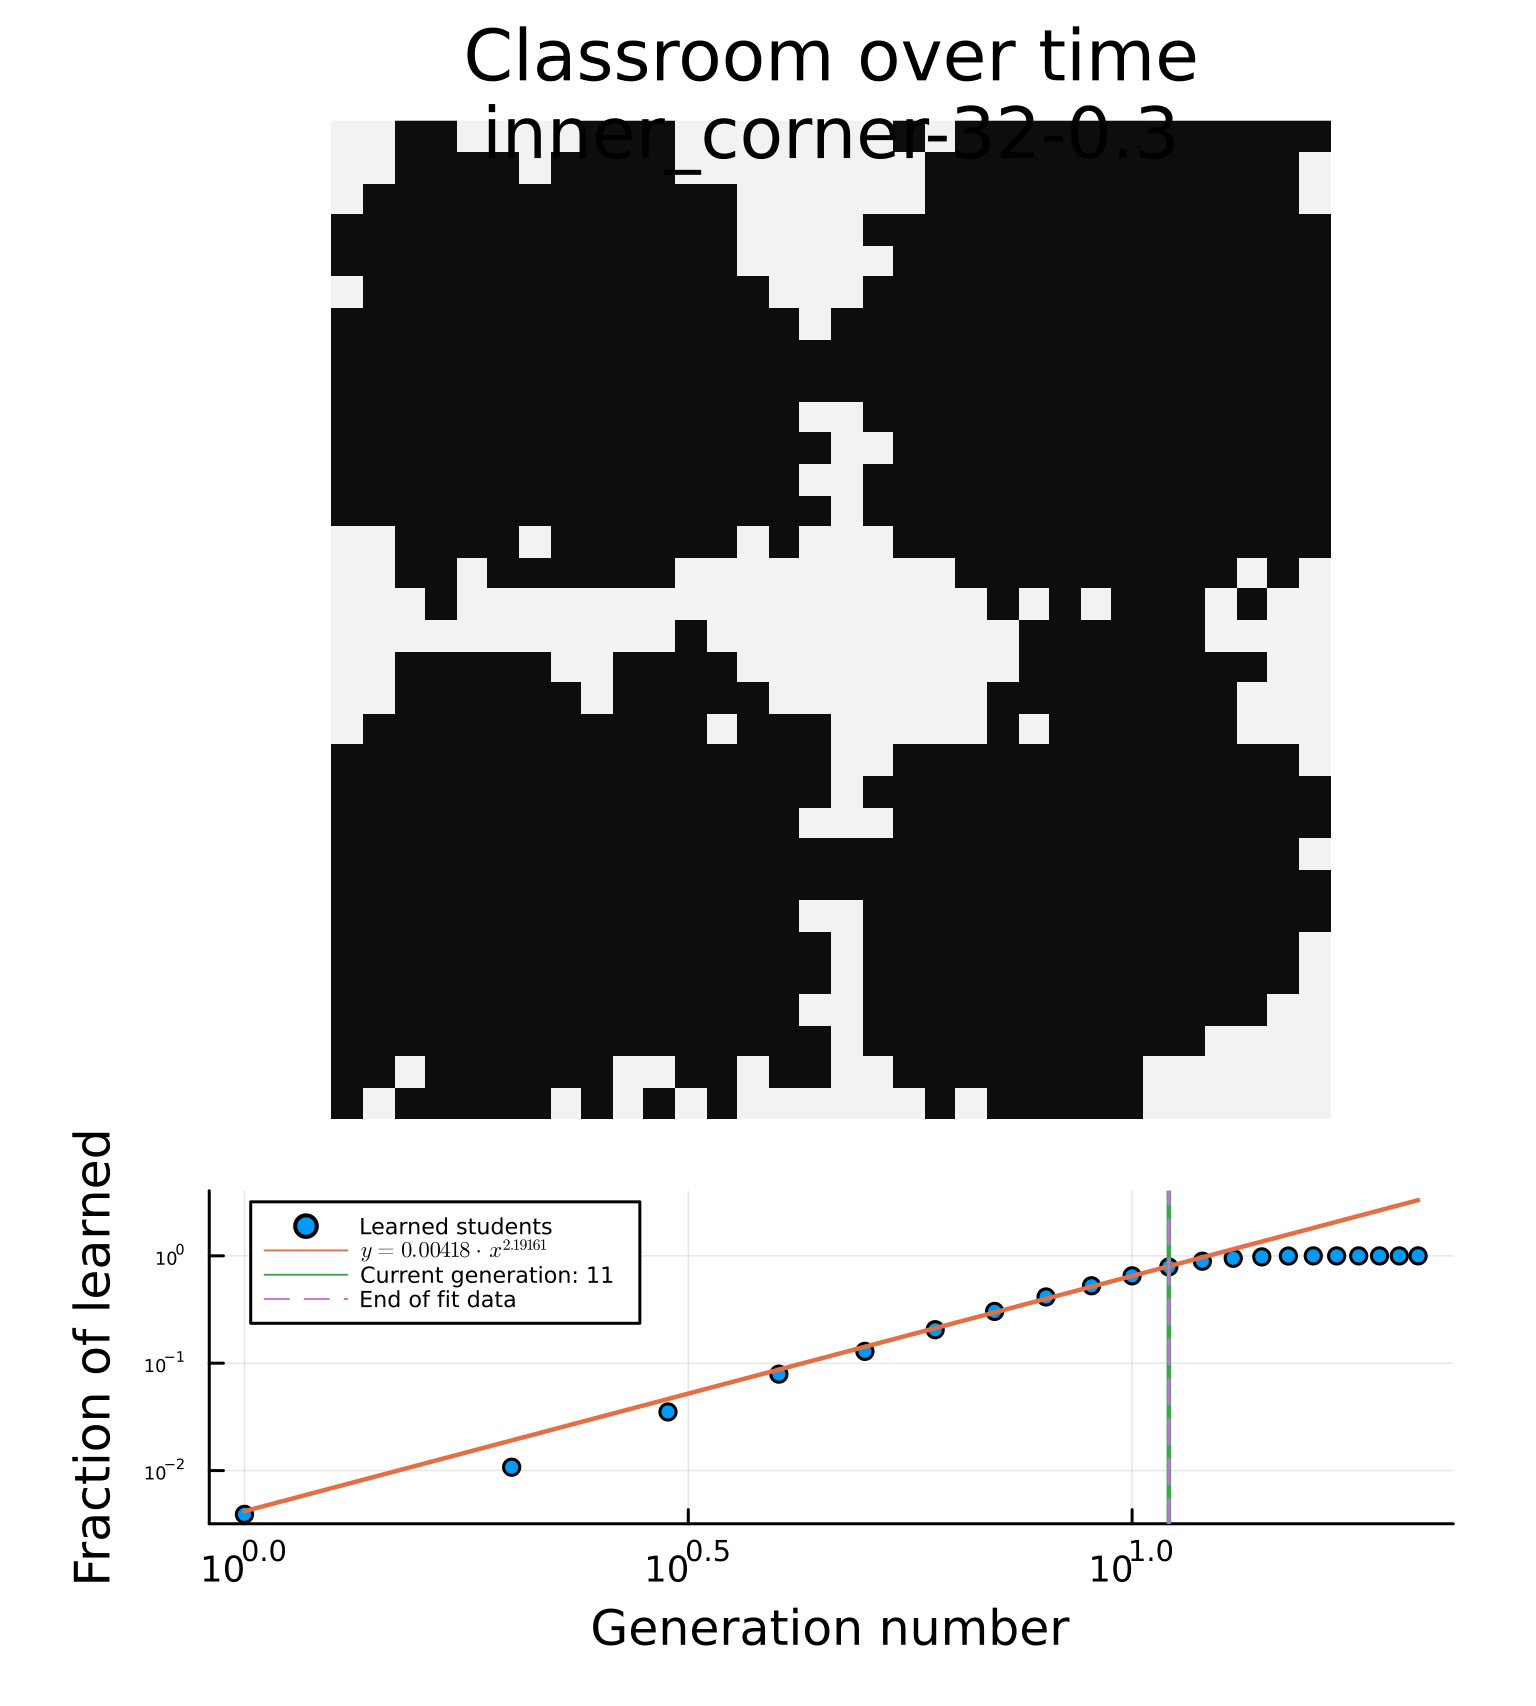 Classroom over time
inner_corner-32-0.3
Fraction of learned
Learned students
y = 0.00418 · x^2.19161
Current generation: 11
End of fit data
10^0
10^−1
10^−2
10^0.0
10^0.5
10^1.0
Generation number